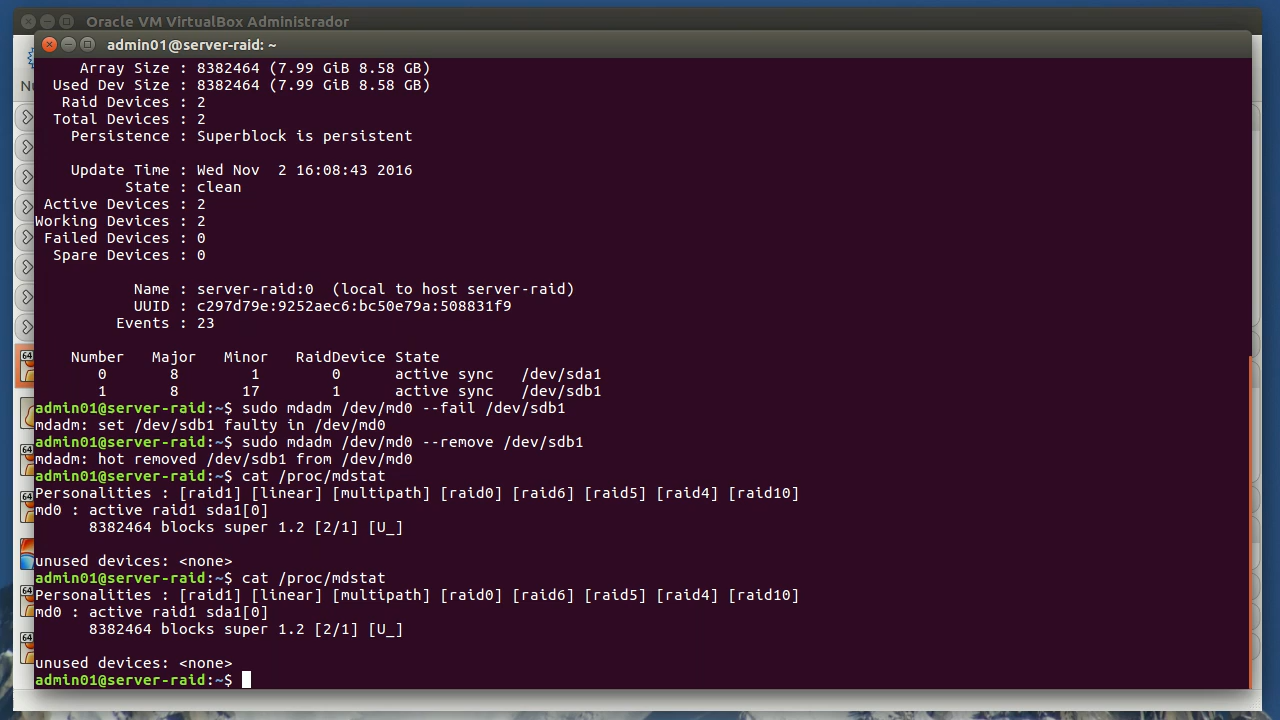 Oracle VM VirtualBox Administrador
admin01@server-raid: ~
Array Size : 8382464 (7.99 GiB 8.58 GB)
Used Dev Size : 8382464 (7.99 GiB 8.58 GB)
Raid Devices : 2
Total Devices : 2
Persistence : Superblock is persistent
Update Time : Wed Nov  2 16:08:43 2016
State : clean
Active Devices : 2
Working Devices : 2
Failed Devices : 0
Spare Devices : 0
Name : server-raid:0  (local to host server-raid)
UUID : c297d79e:9252aec6:bc50e79a:508831f9
Events : 23
Number   Major   Minor   RaidDevice State
0       8        1        0      active sync   /dev/sda1
1       8       17        1      active sync   /dev/sdb1
admin01@server-raid:~$ sudo mdadm /dev/md0 --fail /dev/sdb1
mdadm: set /dev/sdb1 faulty in /dev/md0
admin01@server-raid:~$ sudo mdadm /dev/md0 --remove /dev/sdb1
mdadm: hot removed /dev/sdb1 from /dev/md0
admin01@server-raid:~$ cat /proc/mdstat
Personalities : [raid1] [linear] [multipath] [raid0] [raid6] [raid5] [raid4] [raid10]
md0 : active raid1 sda1[0]
8382464 blocks super 1.2 [2/1] [U_]
unused devices: <none>
admin01@server-raid:~$ cat /proc/mdstat
Personalities : [raid1] [linear] [multipath] [raid0] [raid6] [raid5] [raid4] [raid10]
md0 : active raid1 sda1[0]
8382464 blocks super 1.2 [2/1] [U_]
unused devices: <none>
admin01@server-raid:~$